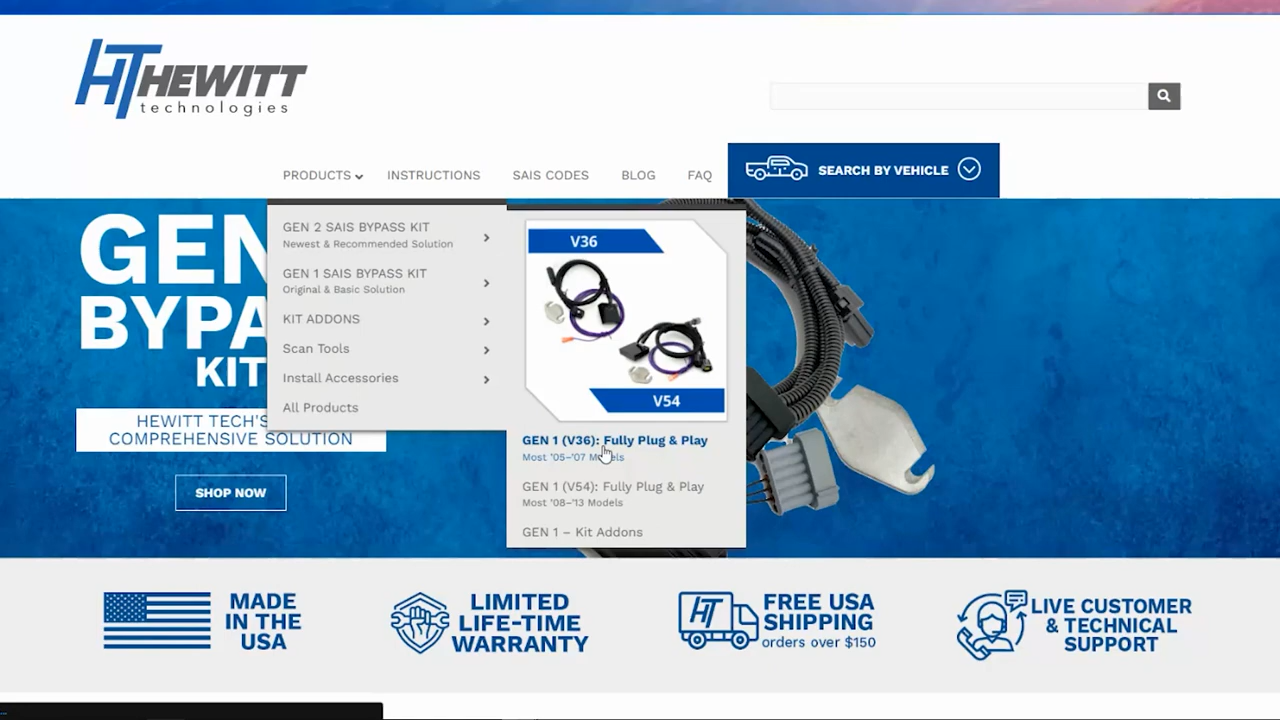 HT HEWITT
technologies
PRODUCTS
INSTRUCTIONS
SAIS CODES
BLOG
FAQ
SEARCH BY VEHICLE
GEN
BYPA
KIT
HEWITT TECH'S
COMPREHENSIVE SOLUTION
SHOP NOW
GEN 2 SAIS BYPASS KIT
Newest & Recommended Solution
GEN 1 SAIS BYPASS KIT
Original & Basic Solution
KIT ADDONS
Scan Tools
Install Accessories
All Products
V36
V54
GEN 1 (V36): Fully Plug & Play
Most '05–'07 Models
GEN 1 (V54): Fully Plug & Play
Most '08–'13 Models
GEN 1 – Kit Addons
MADE
IN THE
USA
LIMITED
LIFE-TIME
WARRANTY
HT
FREE USA
SHIPPING
orders over $150
LIVE CUSTOMER
& TECHNICAL
SUPPORT